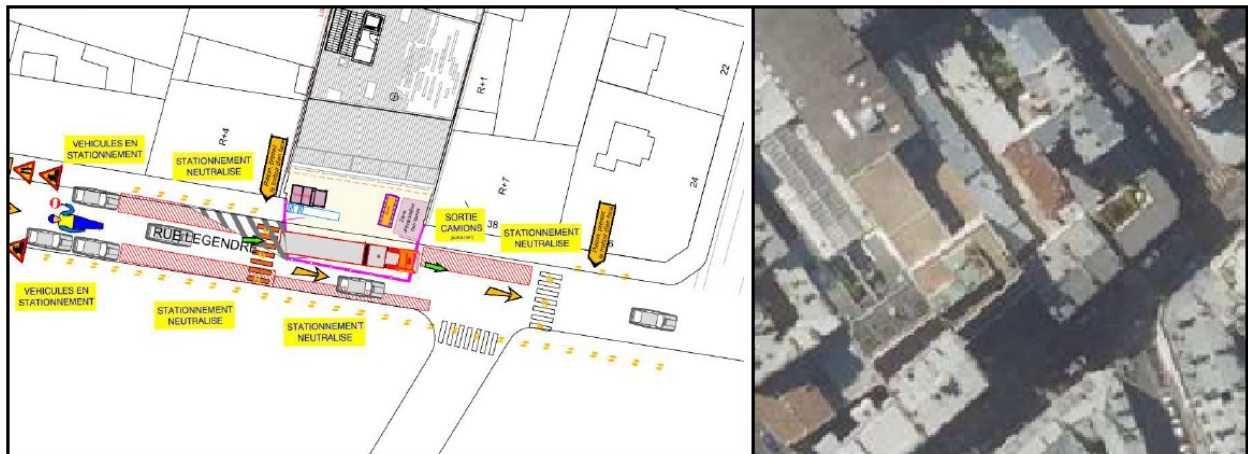 VEHICULES EN
STATIONNEMENT
R+4
STATIONNEMENT
NEUTRALISE
R+1
R+7
22
24
38
SORTIE
CAMIONS
STATIONNEMENT
NEUTRALISE
RUE LEGENDRE
VEHICULES EN
STATIONNEMENT
STATIONNEMENT
NEUTRALISE
STATIONNEMENT
NEUTRALISE